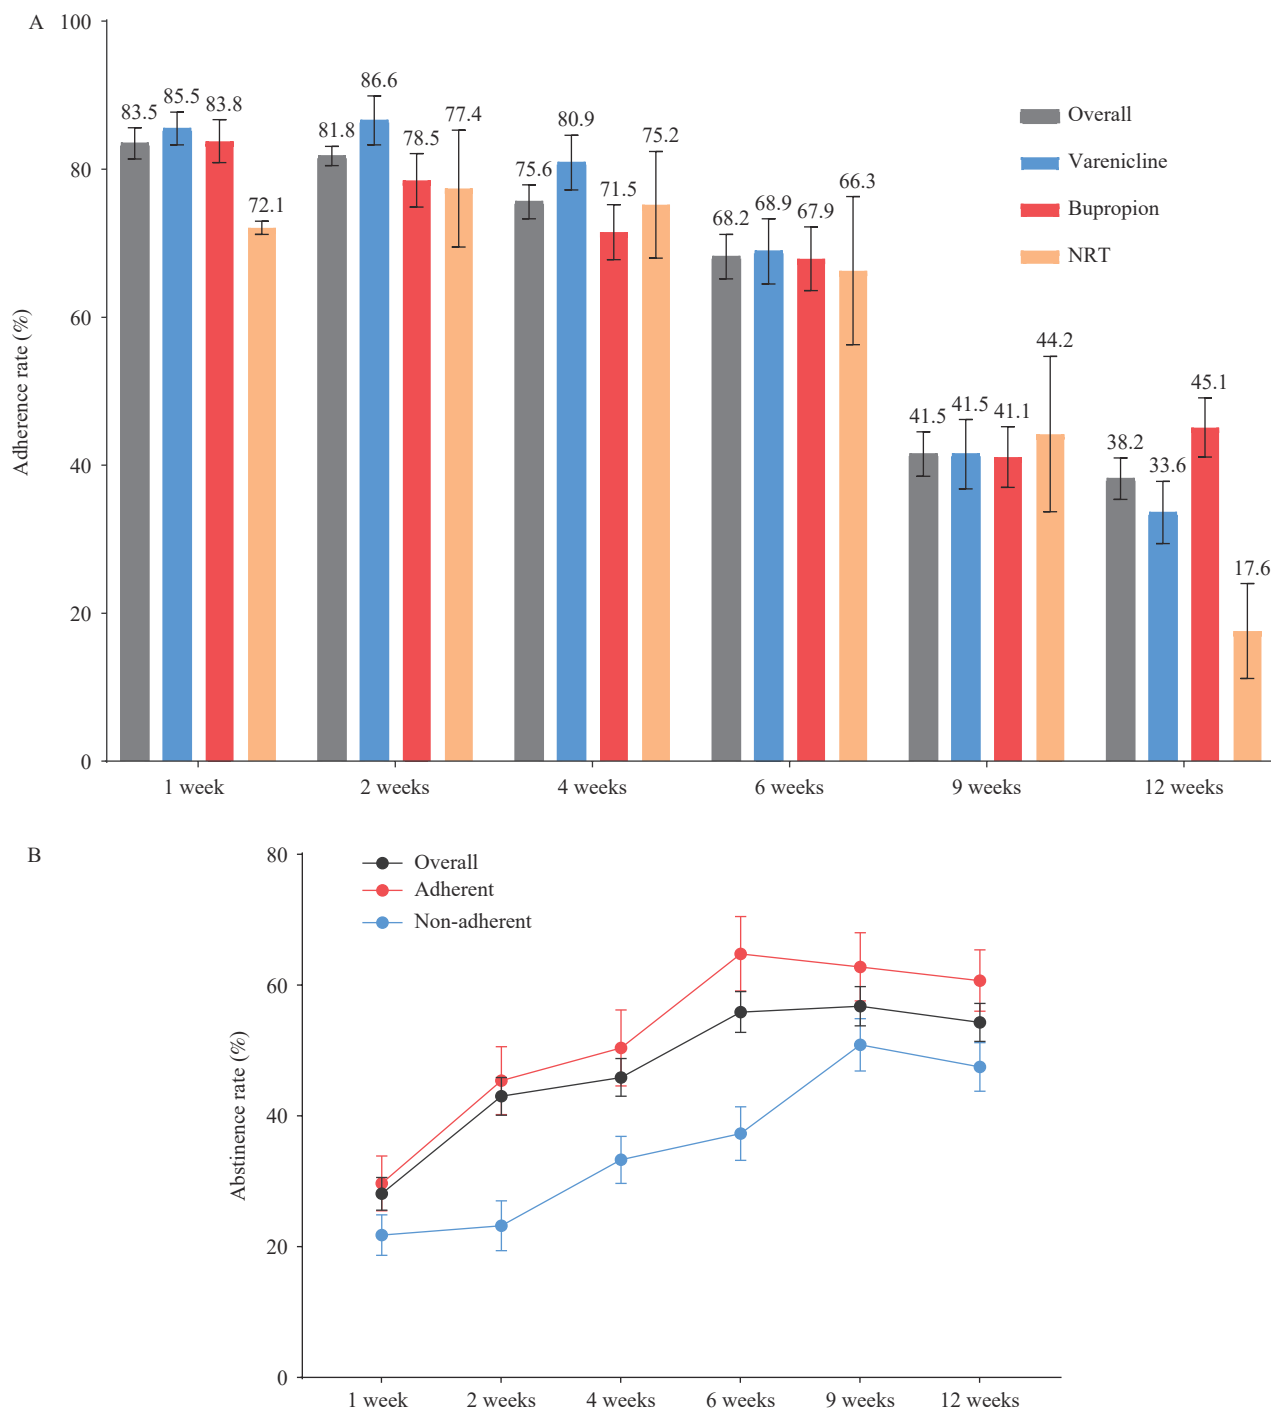 A
100
80
60
40
20
0
Adherence rate (%)
83.5 85.5 83.8 72.1
81.8 86.6 78.5 77.4
75.6 80.9 71.5 75.2
68.2 68.9 67.9 66.3
41.5 41.5 41.1 44.2
38.2 33.6 45.1 17.6
Overall
Varenicline
Bupropion
NRT
1 week 2 weeks 4 weeks 6 weeks 9 weeks 12 weeks
B
80
60
40
20
0
Abstinence rate (%)
Overall
Adherent
Non-adherent
1 week 2 weeks 4 weeks 6 weeks 9 weeks 12 weeks